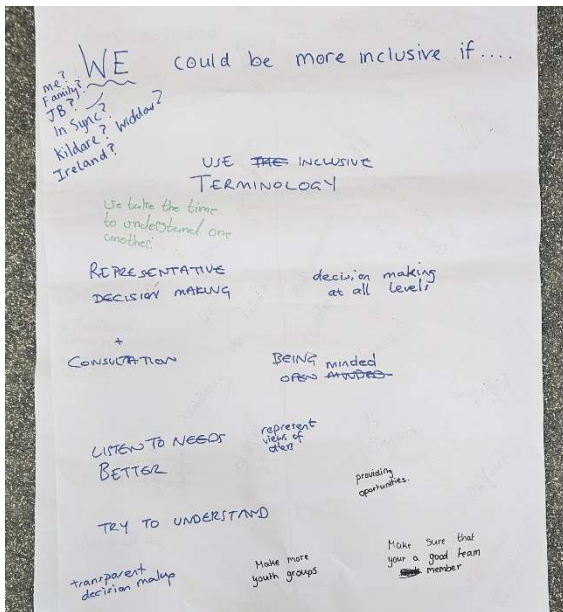 WE could be more inclusive if....
me?
Family?
JB?
In Sync?
Kildare? Wicklow?
Ireland?
USE THE INCLUSIVE
TERMINOLOGY
We take the time
to understand one
another.
REPRESENTATIVE
DECISION MAKING
decision making
at all levels
+
CONSULTATION
BEING minded
OPEN MINDED
LISTEN TO NEEDS
BETTER
represent
views of
others
providing
oportunities.
TRY TO UNDERSTAND
transparent
decision makup
Make more
youth groups
Make sure that
your a good team
member